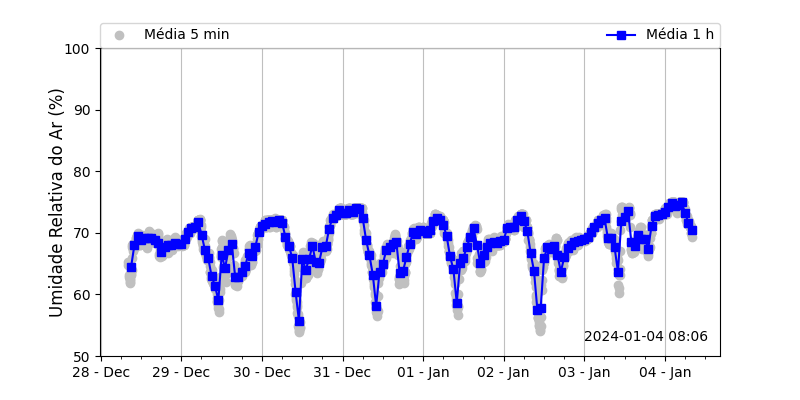 Média 5 min
Média 1 h
100
90
80
70
60
50
Umidade Relativa do Ar (%)
2024-01-04 08:06
28 - Dec
29 - Dec
30 - Dec
31 - Dec
01 - Jan
02 - Jan
03 - Jan
04 - Jan